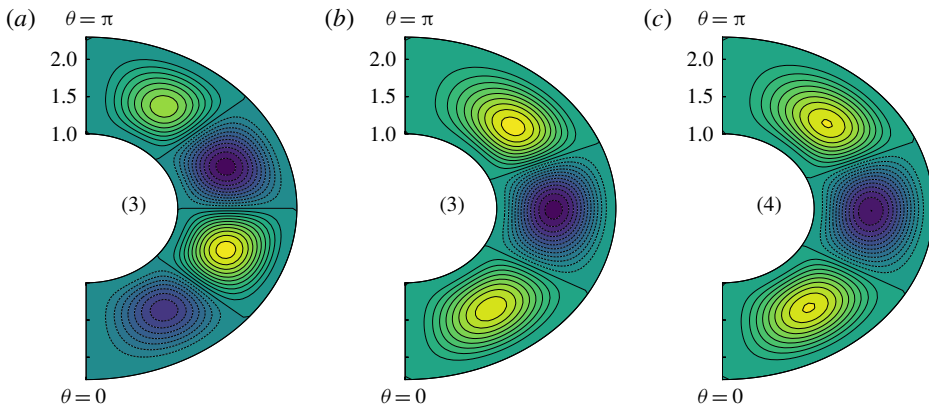 (a) θ = π
2.0
1.5
1.0
(3)
θ = 0
(b) θ = π
2.0
1.5
1.0
(3)
θ = 0
(c) θ = π
2.0
1.5
1.0
(4)
θ = 0